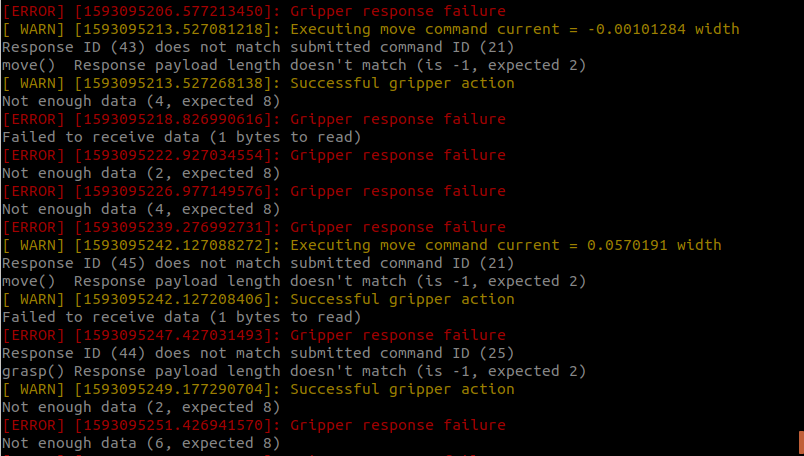 [ERROR] [1593095206.577213450]: Gripper response failure
[ WARN] [1593095213.527081218]: Executing move command current = -0.00101284 width
Response ID (43) does not match submitted command ID (21)
move()  Response payload length doesn't match (is -1, expected 2)
[ WARN] [1593095213.527268138]: Successful gripper action
Not enough data (4, expected 8)
[ERROR] [1593095218.826990616]: Gripper response failure
Failed to receive data (1 bytes to read)
[ERROR] [1593095222.927034554]: Gripper response failure
Not enough data (2, expected 8)
[ERROR] [1593095226.977149576]: Gripper response failure
Not enough data (4, expected 8)
[ERROR] [1593095239.276992731]: Gripper response failure
[ WARN] [1593095242.127088272]: Executing move command current = 0.0570191 width
Response ID (45) does not match submitted command ID (21)
move()  Response payload length doesn't match (is -1, expected 2)
[ WARN] [1593095242.127208406]: Successful gripper action
Failed to receive data (1 bytes to read)
[ERROR] [1593095247.427031493]: Gripper response failure
Response ID (44) does not match submitted command ID (25)
grasp() Response payload length doesn't match (is -1, expected 2)
[ WARN] [1593095249.177290704]: Successful gripper action
Not enough data (2, expected 8)
[ERROR] [1593095251.426941570]: Gripper response failure
Not enough data (6, expected 8)